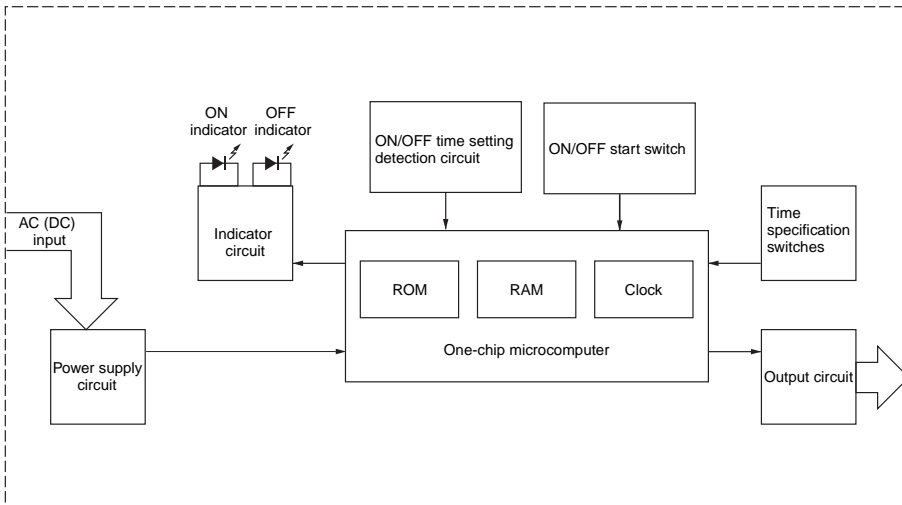 ON
indicator
OFF
indicator
ON/OFF time setting
detection circuit
ON/OFF start switch
AC (DC)
input
Indicator
circuit
Time
specification
switches
ROM
RAM
Clock
One-chip microcomputer
Power supply
circuit
Output circuit